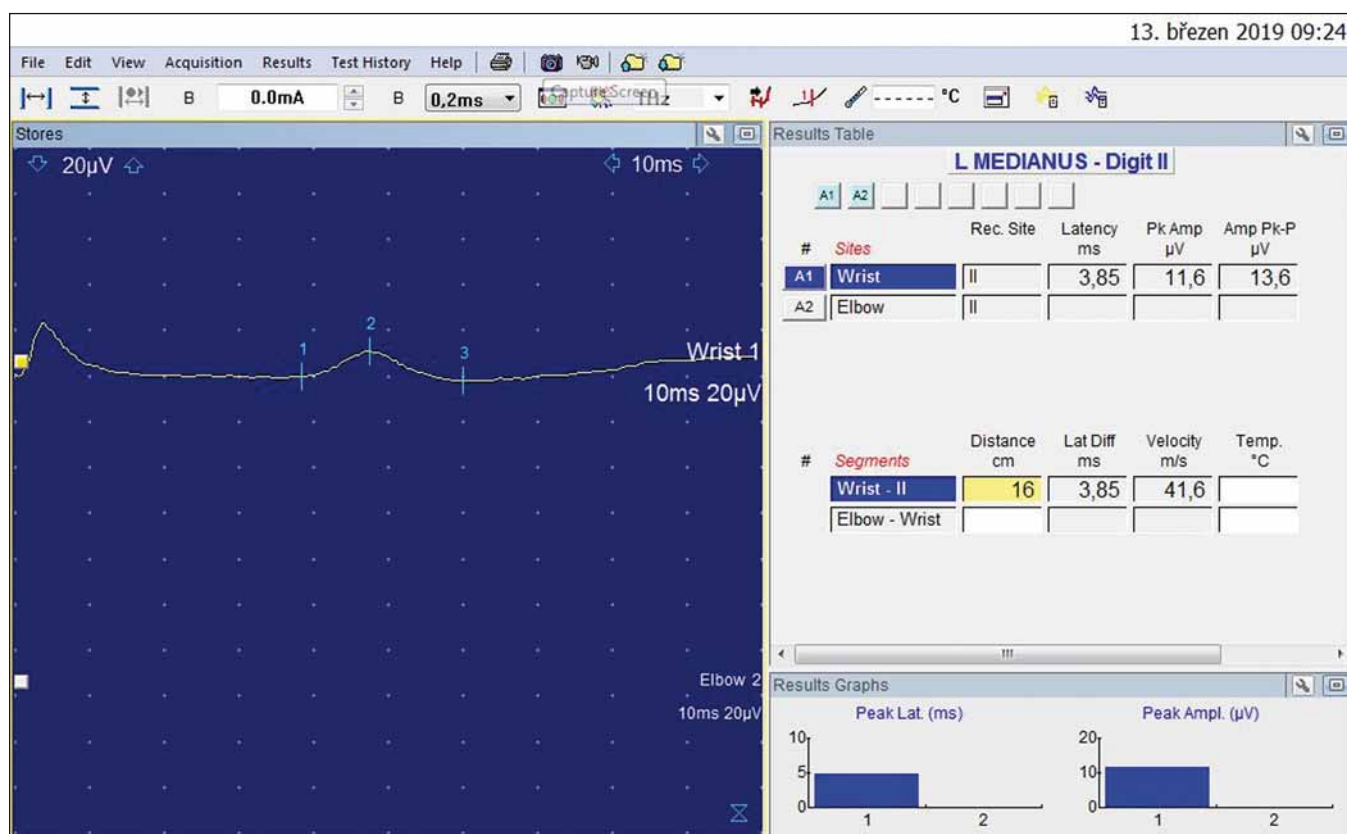 13. březen 2019 09:24
File Edit View Acquisition Results Test History Help
B 0.0mA B 0,2ms Capture Screen Hz ------ °C
Stores
20µV 10ms
1 2 3
Wrist 1
10ms 20µV
Elbow 2
10ms 20µV
Results Table
L MEDIANUS - Digit II
A1 A2
# Sites Rec. Site Latency ms Pk Amp µV Amp Pk-P µV
A1 Wrist II 3,85 11,6 13,6
A2 Elbow II
# Segments Distance cm Lat Diff ms Velocity m/s Temp. °C
Wrist - II 16 3,85 41,6
Elbow - Wrist
Results Graphs
Peak Lat. (ms) Peak Ampl. (µV)
10 20
5 10
0 0
1 2 1 2